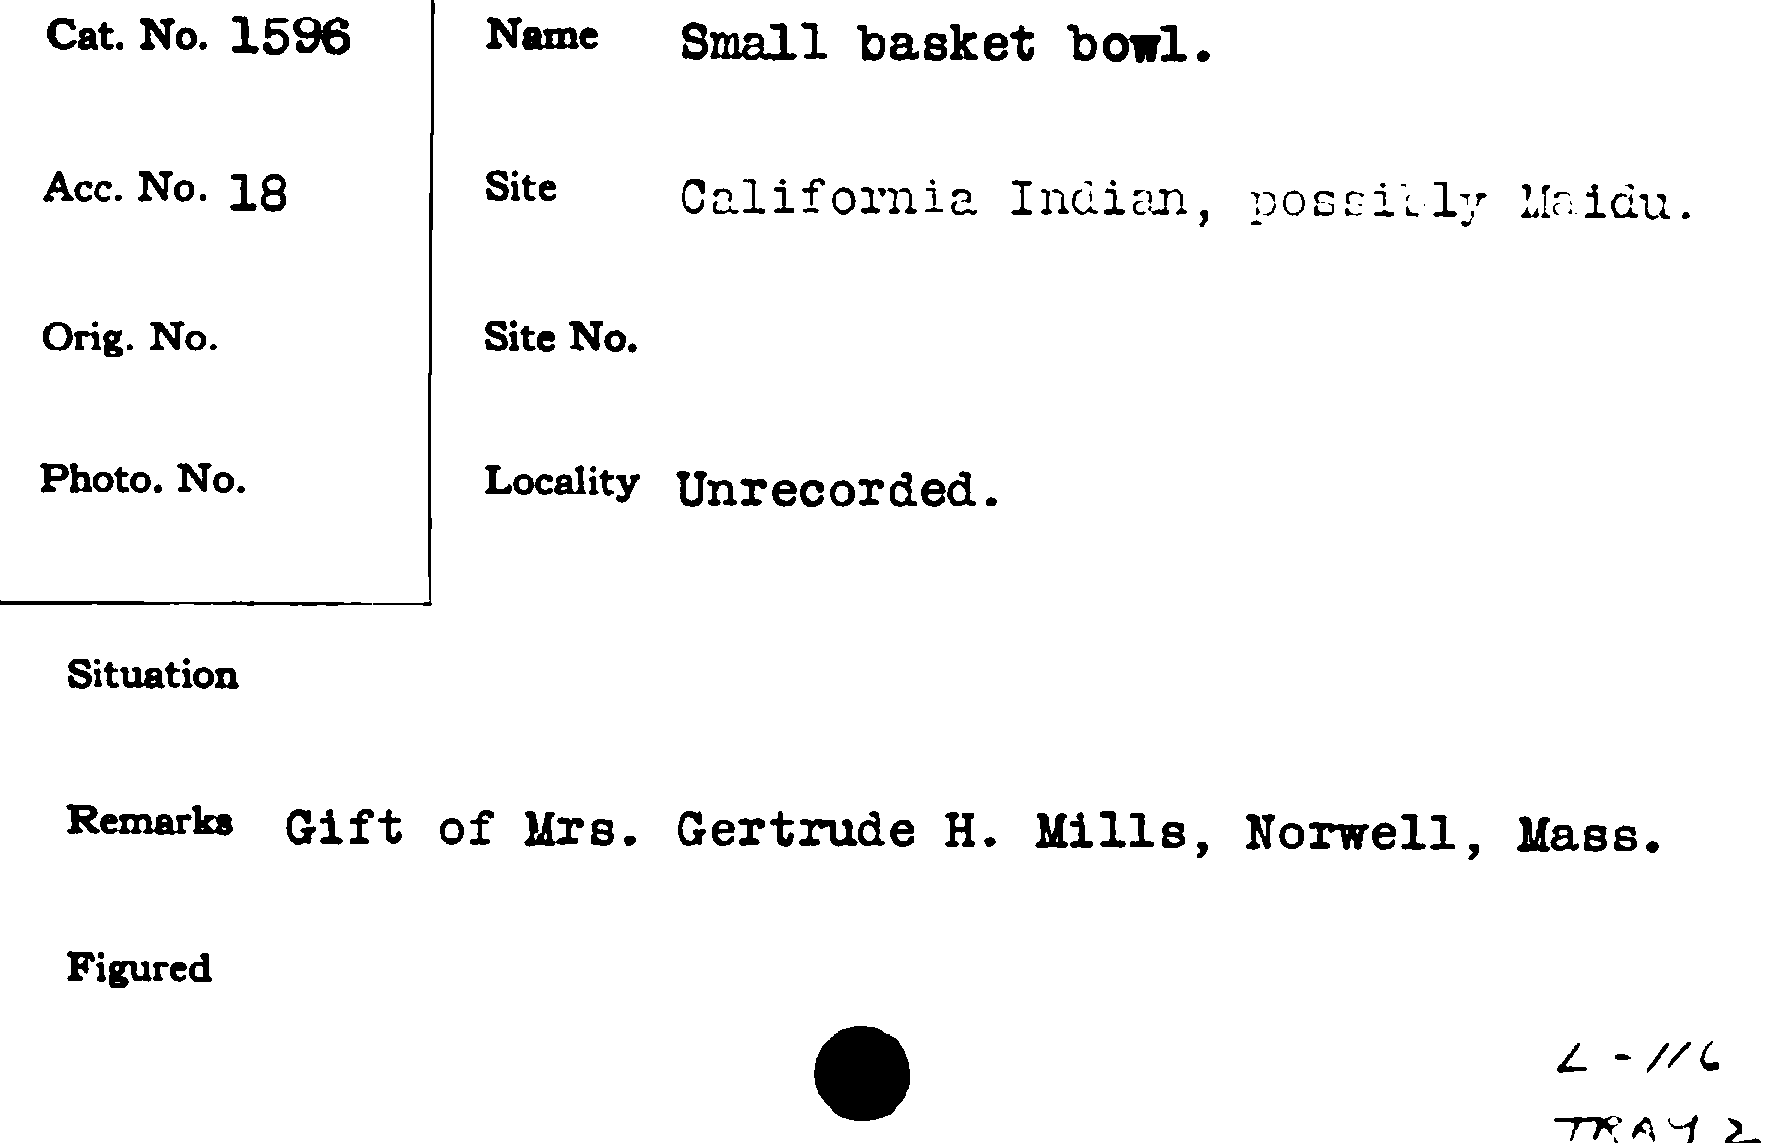 Cat. No. 1596
Name Small basket bowl.
Acc. No. 18
Site California Indian, possibly Maidu.
Orig. No.
Site No.
Photo. No.
Locality Unrecorded.
Situation
Remarks Gift of Mrs. Gertrude H. Mills, Norwell, Mass.
Figured
L-116
TRAY 2